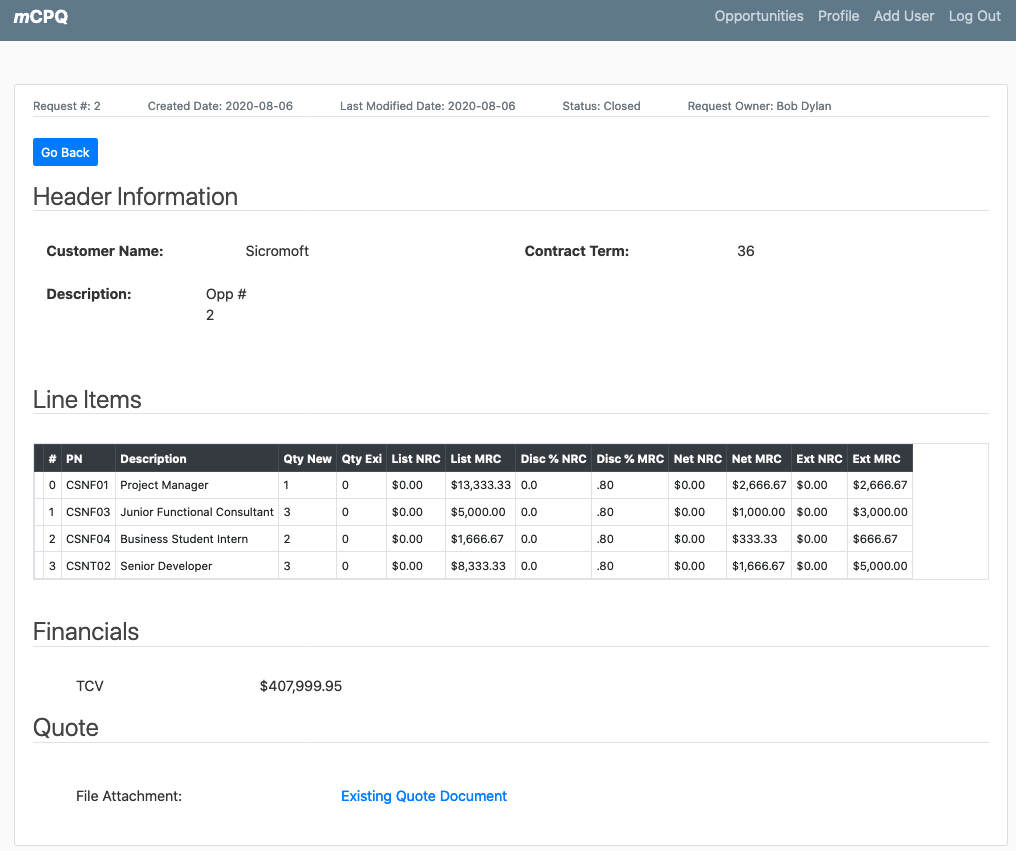 mCPQ Opportunities Profile Add User Log Out
Request #: 2 Created Date: 2020-08-06 Last Modified Date: 2020-08-06 Status: Closed Request Owner: Bob Dylan
Go Back
Header Information
Customer Name: Sicromoft Contract Term: 36
Description: Opp #
2
Line Items
# PN Description Qty New Qty Exi List NRC List MRC Disc % NRC Disc % MRC Net NRC Net MRC Ext NRC Ext MRC
0 CSNF01 Project Manager 1 0 $0.00 $13,333.33 0.0 .80 $0.00 $2,666.67 $0.00 $2,666.67
1 CSNF03 Junior Functional Consultant 3 0 $0.00 $5,000.00 0.0 .80 $0.00 $1,000.00 $0.00 $3,000.00
2 CSNF04 Business Student Intern 2 0 $0.00 $1,666.67 0.0 .80 $0.00 $333.33 $0.00 $666.67
3 CSNT02 Senior Developer 3 0 $0.00 $8,333.33 0.0 .80 $0.00 $1,666.67 $0.00 $5,000.00
Financials
TCV $407,999.95
Quote
File Attachment: Existing Quote Document